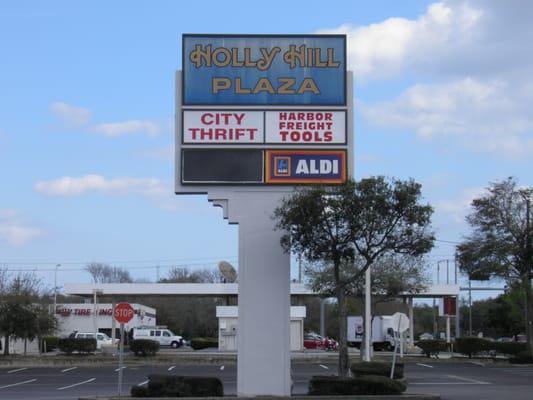 HOLLY HILL
PLAZA
CITY
THRIFT
HARBOR
FREIGHT
TOOLS
ALDI
STOP